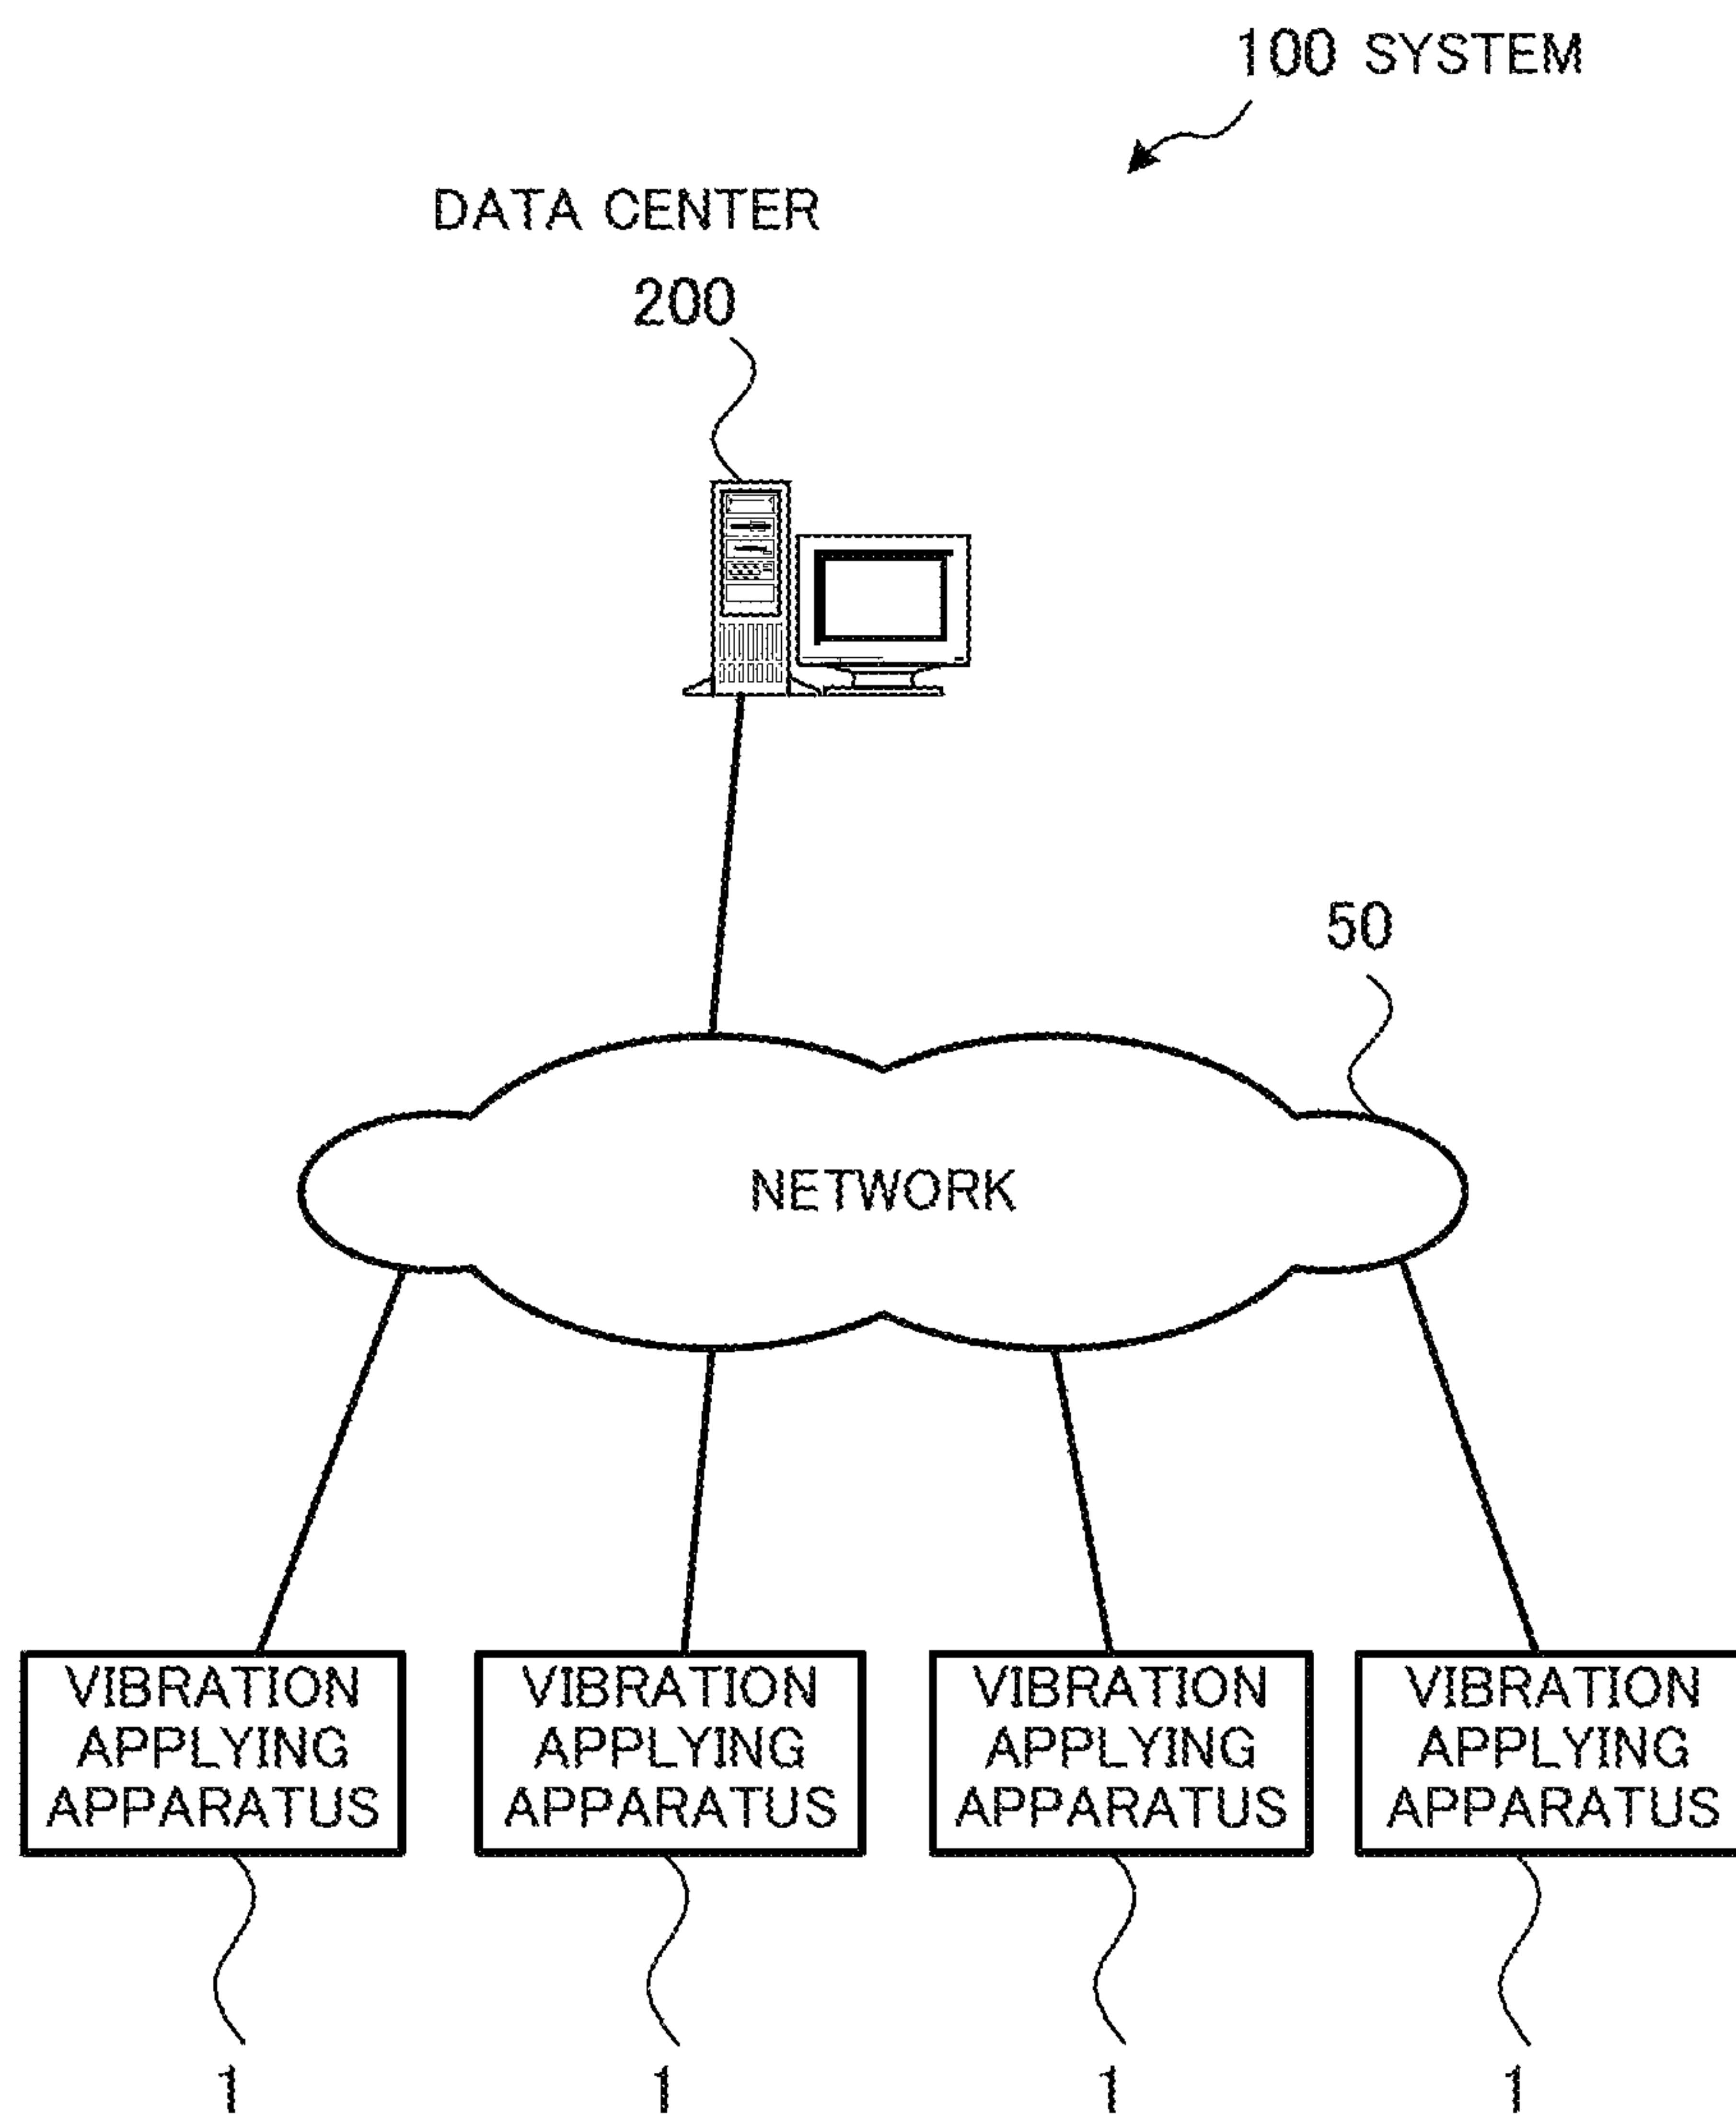 100 SYSTEM
DATA CENTER
200
50
NETWORK
VIBRATION
APPLYING
APPARATUS
VIBRATION
APPLYING
APPARATUS
VIBRATION
APPLYING
APPARATUS
VIBRATION
APPLYING
APPARATUS
1
1
1
1